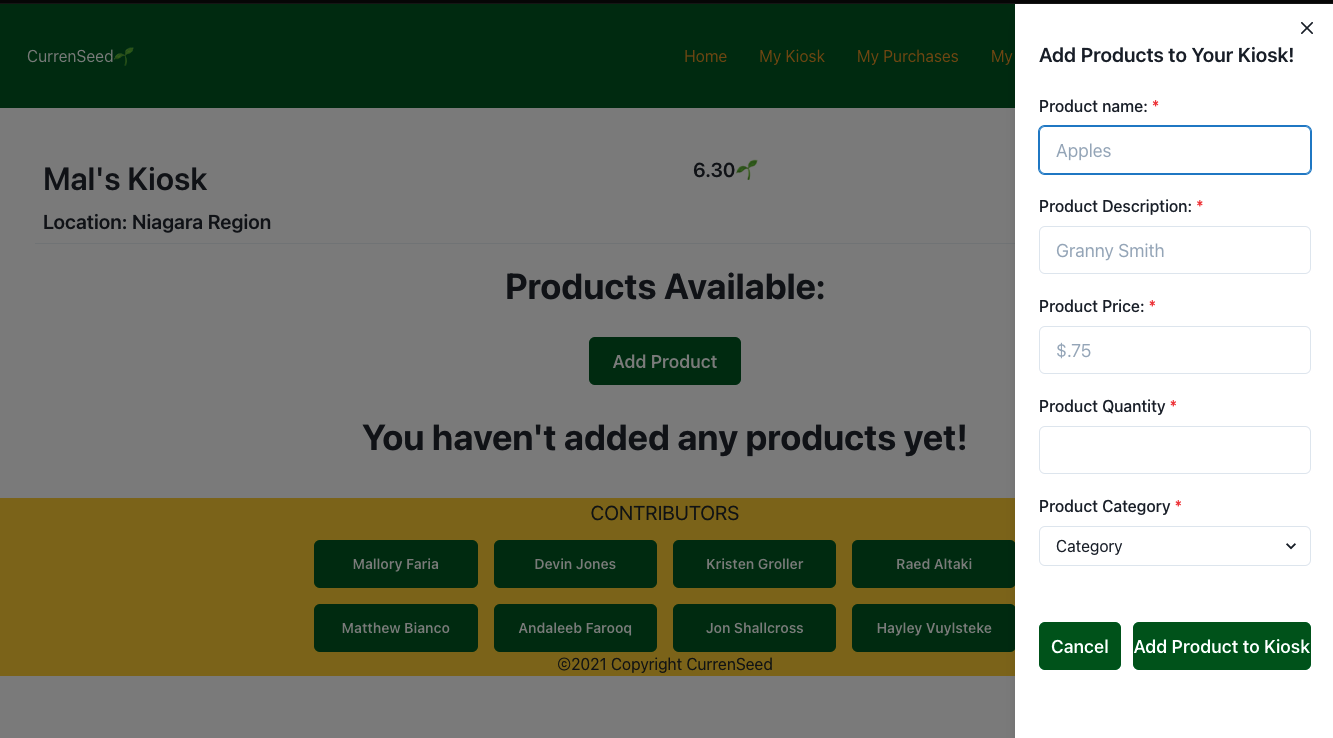 CurrenSeed
Home My Kiosk My Purchases My
Mal's Kiosk
6.30
Location: Niagara Region
Products Available:
Add Product
You haven't added any products yet!
CONTRIBUTORS
Mallory Faria Devin Jones Kristen Groller Raed Altaki
Matthew Bianco Andaleeb Farooq Jon Shallcross Hayley Vuylsteke
©2021 Copyright CurrenSeed
Add Products to Your Kiosk!
Product name: *
Apples
Product Description: *
Granny Smith
Product Price: *
$.75
Product Quantity *
Product Category *
Category
Cancel Add Product to Kiosk